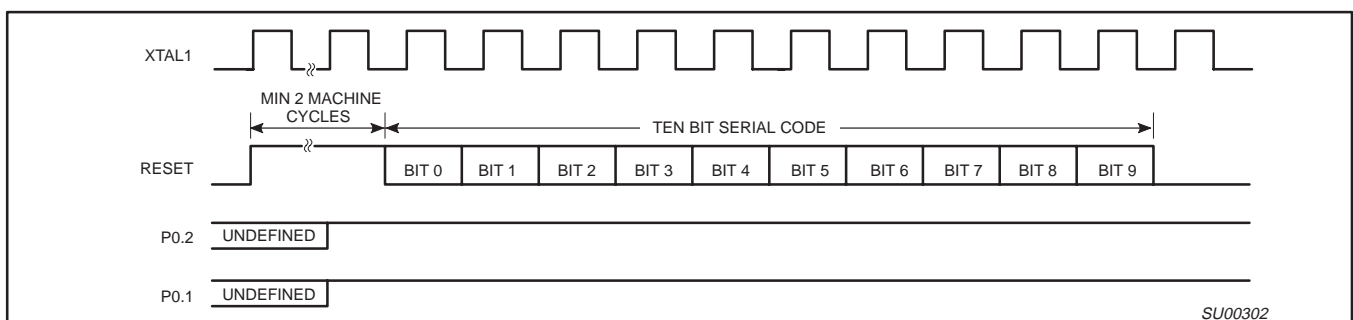 XTAL1
MIN 2 MACHINE
CYCLES
TEN BIT SERIAL CODE
RESET
BIT 0 BIT 1 BIT 2 BIT 3 BIT 4 BIT 5 BIT 6 BIT 7 BIT 8 BIT 9
P0.2 UNDEFINED
P0.1 UNDEFINED
SU00302